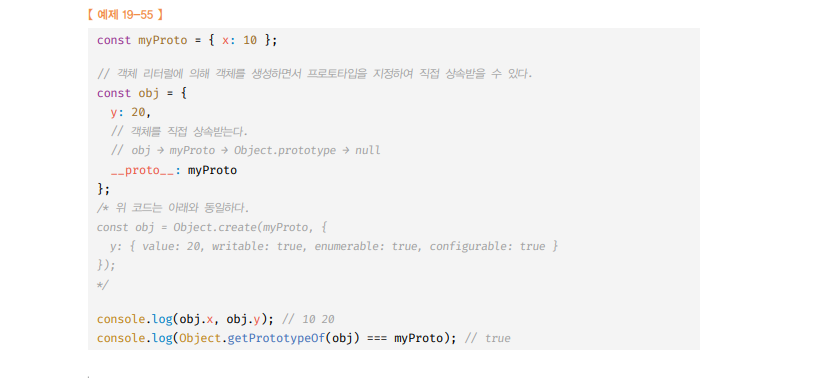 【 예제 19-55 】
const myProto = { x: 10 };
// 객체 리터럴에 의해 객체를 생성하면서 프로토타입을 지정하여 직접 상속받을 수 있다.
const obj = {
y: 20,
// 객체를 직접 상속받는다.
// obj → myProto → Object.prototype → null
__proto__: myProto
};
/* 위 코드는 아래와 동일하다.
const obj = Object.create(myProto, {
y: { value: 20, writable: true, enumerable: true, configurable: true }
});
*/
console.log(obj.x, obj.y); // 10 20
console.log(Object.getPrototypeOf(obj) === myProto); // true